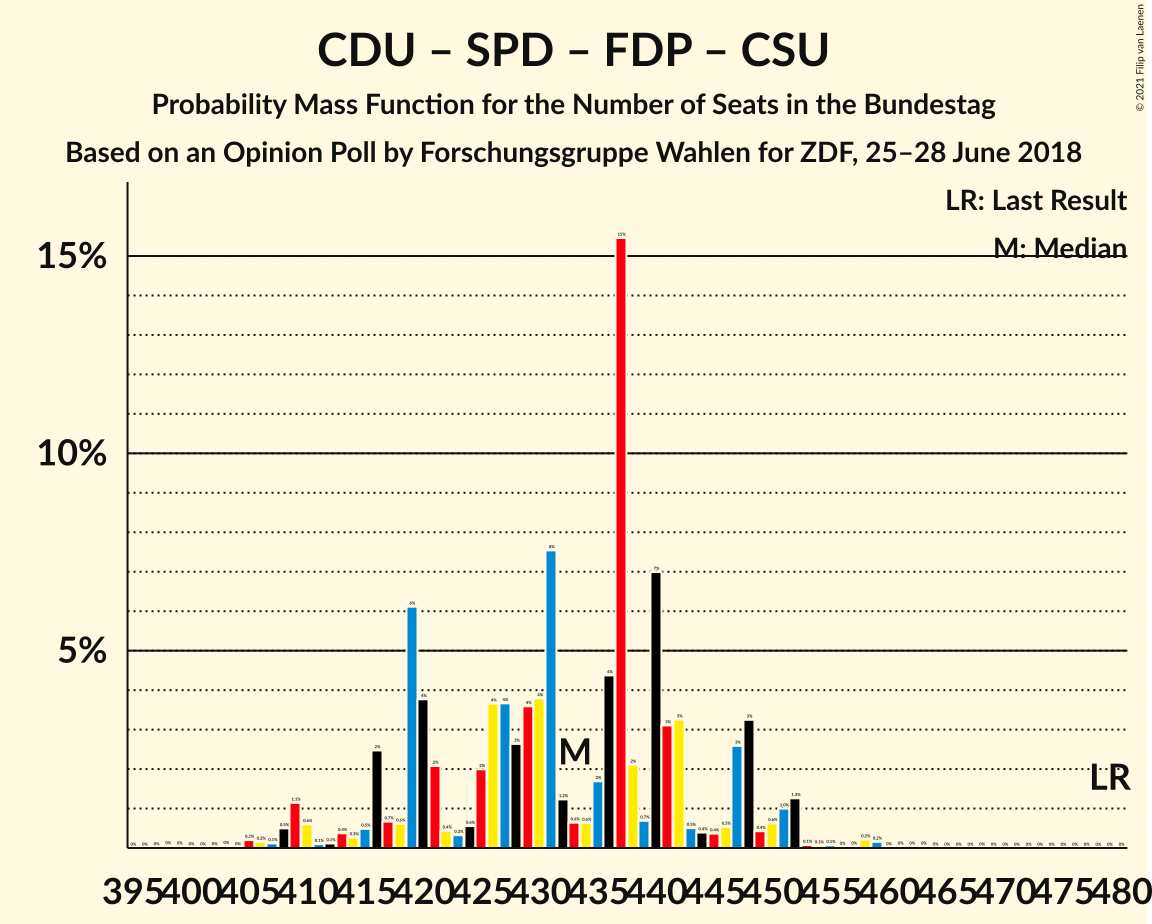 CDU – SPD – FDP – CSU
Probability Mass Function for the Number of Seats in the Bundestag
Based on an Opinion Poll by Forschungsgruppe Wahlen for ZDF, 25–28 June 2018
© 2021 Filip van Laenen
LR: Last Result
M: Median
15%
10%
5%
M
LR
395 400 405 410 415 420 425 430 435 440 445 450 455 460 465 470 475 480